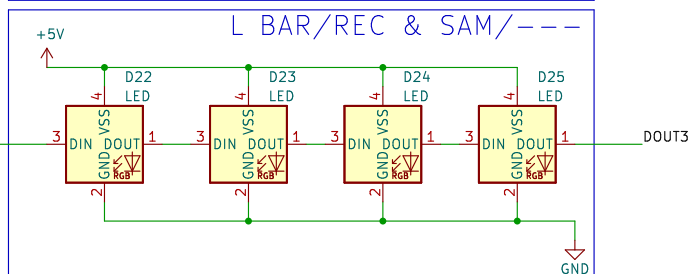 L BAR/REC & SAM/---
+5V
D22
LED
D23
LED
D24
LED
D25
LED
4
4
4
4
VSS
VSS
VSS
VSS
3 DIN DOUT 1
3 DIN DOUT 1
3 DIN DOUT 1
3 DIN DOUT 1
DOUT3
GND
GND
GND
GND
RGB
RGB
RGB
RGB
2
2
2
2
GND